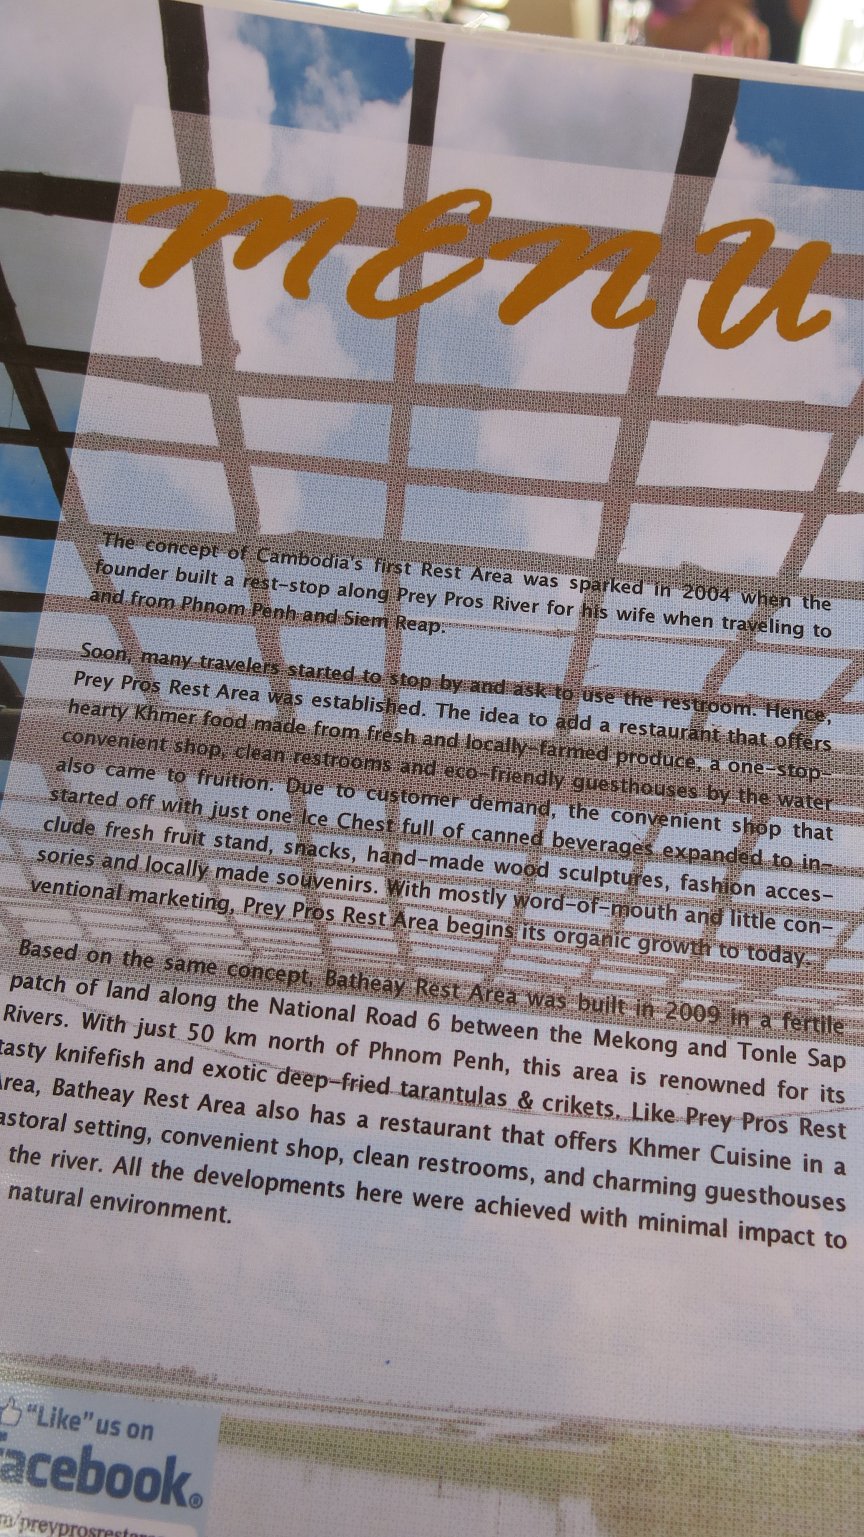 MENU
The concept of Cambodia's first Rest Area was sparked in 2004 when the
founder built a rest-stop along Prey Pros River for his wife when traveling to
and from Phnom Penh and Siem Reap.
Soon, many travelers started to stop by and ask to use the restroom. Hence,
Prey Pros Rest Area was established. The idea to add a restaurant that offers
hearty Khmer food made from fresh and locally-farmed produce, a one-stop-
convenient shop, clean restrooms and eco-friendly guesthouses by the water
also came to fruition. Due to customer demand, the convenient shop that
started off with just one Ice Chest full of canned beverages expanded to in-
clude fresh fruit stand, snacks, hand-made wood sculptures, fashion acces-
sories and locally made souvenirs. With mostly word-of-mouth and little con-
ventional marketing, Prey Pros Rest Area begins its organic growth to today.
Based on the same concept, Batheay Rest Area was built in 2009 in a fertile
patch of land along the National Road 6 between the Mekong and Tonle Sap
Rivers. With just 50 km north of Phnom Penh, this area is renowned for its
tasty knifefish and exotic deep-fried tarantulas & crikets. Like Prey Pros Rest
Area, Batheay Rest Area also has a restaurant that offers Khmer Cuisine in a
astoral setting, convenient shop, clean restrooms, and charming guesthouses
the river. All the developments here were achieved with minimal impact to
natural environment.
"Like" us on
facebook®
m/preyprosresta